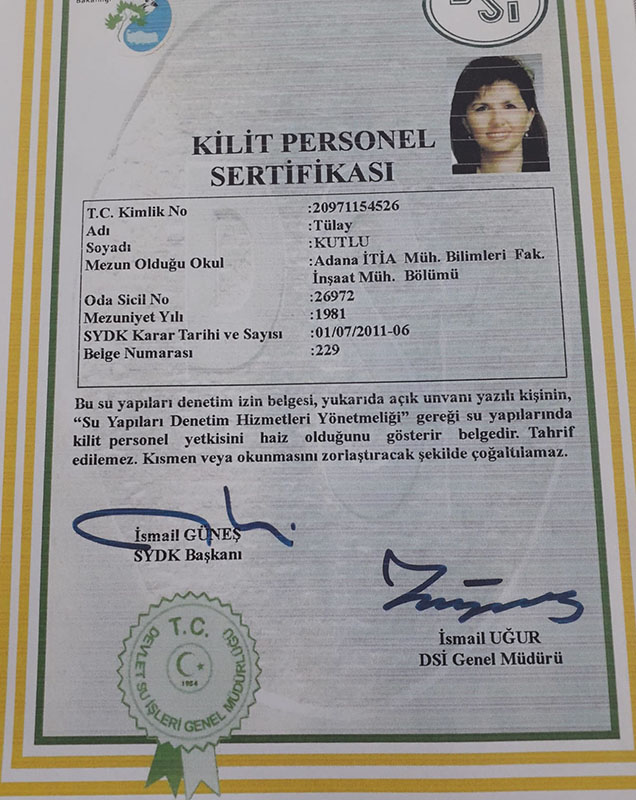 Bakanlığı
DSİ
KİLİT PERSONEL
SERTİFİKASI
T.C. Kimlik No :20971154526
Adı :Tülay
Soyadı :KUTLU
Mezun Olduğu Okul :Adana İTİA Müh. Bilimleri Fak.
İnşaat Müh. Bölümü
Oda Sicil No :26972
Mezuniyet Yılı :1981
SYDK Karar Tarihi ve Sayısı :01/07/2011-06
Belge Numarası :229
Bu su yapıları denetim izin belgesi, yukarıda açık unvanı yazılı kişinin,
“Su Yapıları Denetim Hizmetleri Yönetmeliği” gereği su yapılarında
kilit personel yetkisini haiz olduğunu gösterir belgedir. Tahrif
edilemez. Kısmen veya okunmasını zorlaştıracak şekilde çoğaltılamaz.
İsmail GÜNEŞ
SYDK Başkanı
İsmail UĞUR
DSİ Genel Müdürü
T.C.
DEVLET SU İŞLERİ GENEL MÜDÜRLÜĞÜ
1954